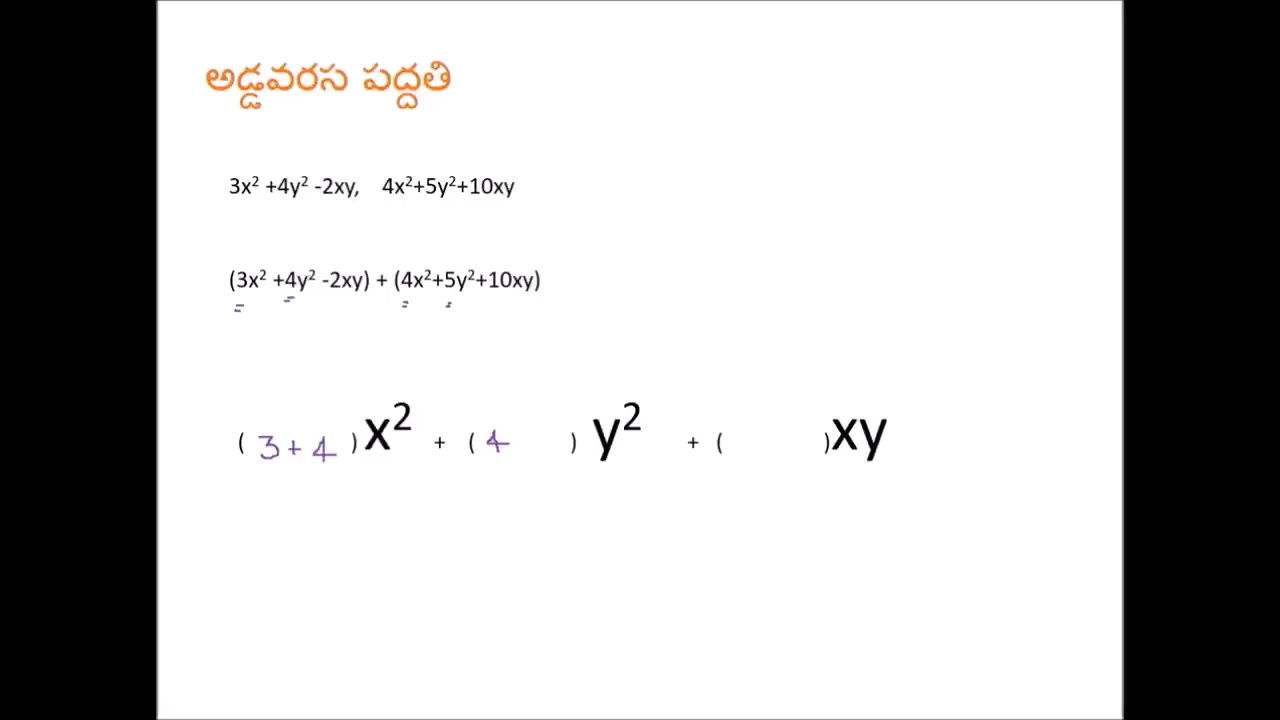 అడ్డవరస పద్దతి
3x² +4y² -2xy, 4x²+5y²+10xy
(3x² +4y² -2xy) + (4x²+5y²+10xy)
( 3+4 )x² + ( 4 ) y² + ( )xy